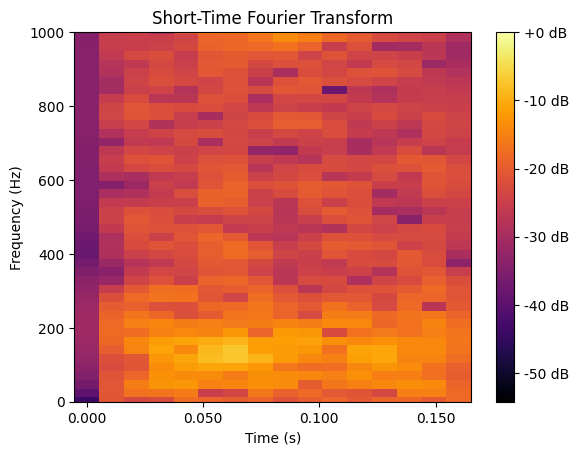 Short-Time Fourier Transform
Frequency (Hz)
1000
800
600
400
200
0
0.000
0.050
0.100
0.150
Time (s)
+0 dB
-10 dB
-20 dB
-30 dB
-40 dB
-50 dB